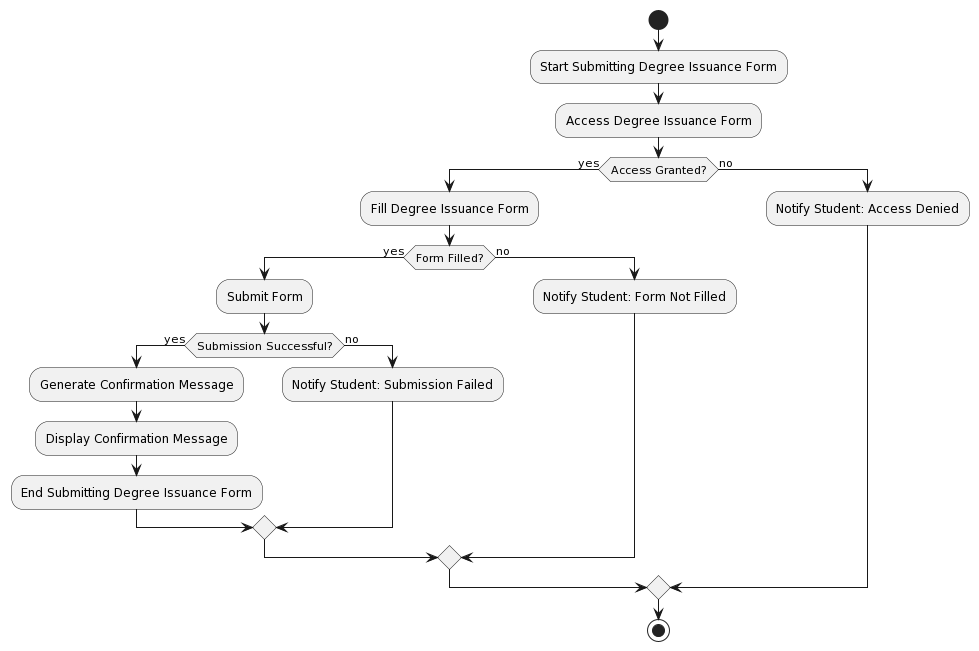 Start Submitting Degree Issuance Form
Access Degree Issuance Form
yes
Access Granted?
no
Fill Degree Issuance Form
Notify Student: Access Denied
yes
Form Filled?
no
Submit Form
Notify Student: Form Not Filled
yes
Submission Successful?
no
Generate Confirmation Message
Notify Student: Submission Failed
Display Confirmation Message
End Submitting Degree Issuance Form